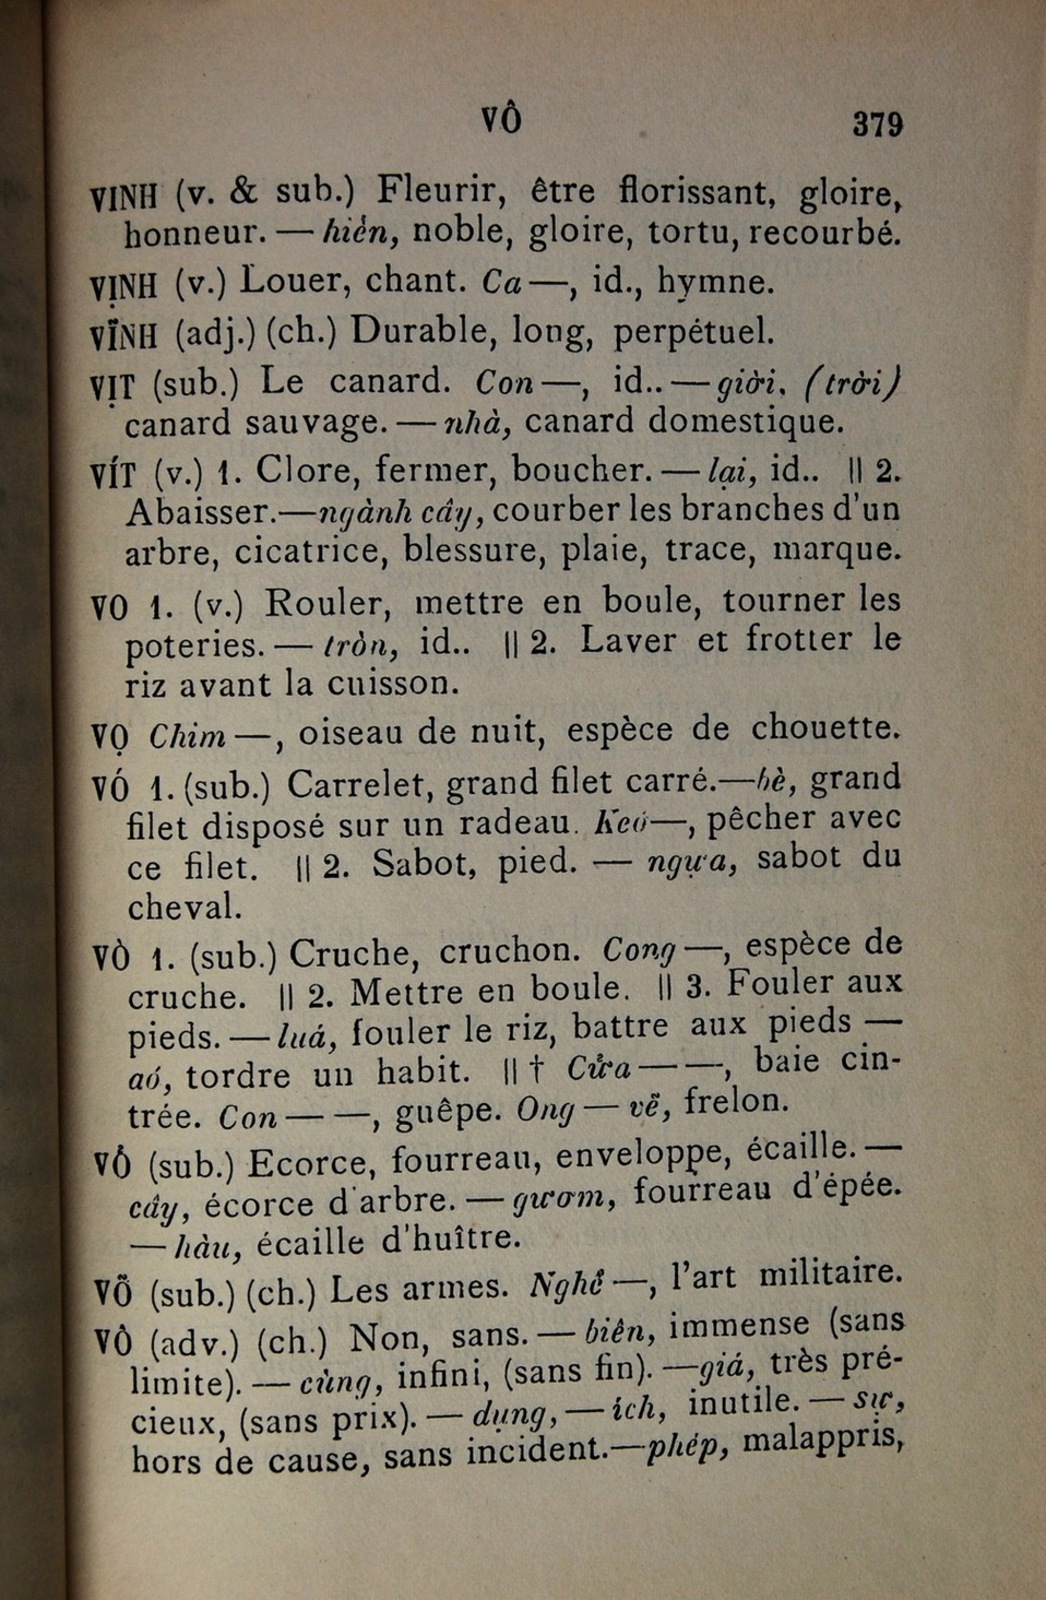 VÔ 379
VINH (v. & sub.) Fleurir, être florissant, gloire,
honneur. — hiển, noble, gloire, tortu, recourbé.
VỊNH (v.) Louer, chant. Ca —, id., hymne.
VĨNH (adj.) (ch.) Durable, long, perpétuel.
VỊT (sub.) Le canard. Con —, id.. — giời, (trời)
canard sauvage. — nhà, canard domestique.
VÍT (v.) 1. Clore, fermer, boucher. — lại, id.. || 2.
Abaisser. — ngành cây, courber les branches d'un
arbre, cicatrice, blessure, plaie, trace, marque.
VO 1. (v.) Rouler, mettre en boule, tourner les
poteries. — tròn, id.. || 2. Laver et frotter le
riz avant la cuisson.
VỌ Chim —, oiseau de nuit, espèce de chouette.
VÓ 1. (sub.) Carrelet, grand filet carré. — bè, grand
filet disposé sur un radeau. Keó —, pêcher avec
ce filet. || 2. Sabot, pied. — ngựa, sabot du
cheval.
VÒ 1. (sub.) Cruche, cruchon. Cong —, espèce de
cruche. || 2. Mettre en boule. || 3. Fouler aux
pieds. — luá, fouler le riz, battre aux pieds —
aó, tordre un habit. || † Cửa — —, baie cin-
trée. Con — —, guêpe. Ong — vẽ, frelon.
VỎ (sub.) Ecorce, fourreau, enveloppe, écaille. —
cây, écorce d'arbre. — gươm, fourreau d'épée.
— hàu, écaille d'huître.
VÕ (sub.) (ch.) Les armes. Nghê —, l'art militaire.
VÔ (adv.) (ch.) Non, sans. — biên, immense (sans
limite). — cùng, infini, (sans fin). — giá, très pré-
cieux, (sans prix). — dụng, — ích, inutile. — sự,
hors de cause, sans incident. — phép, malappris,